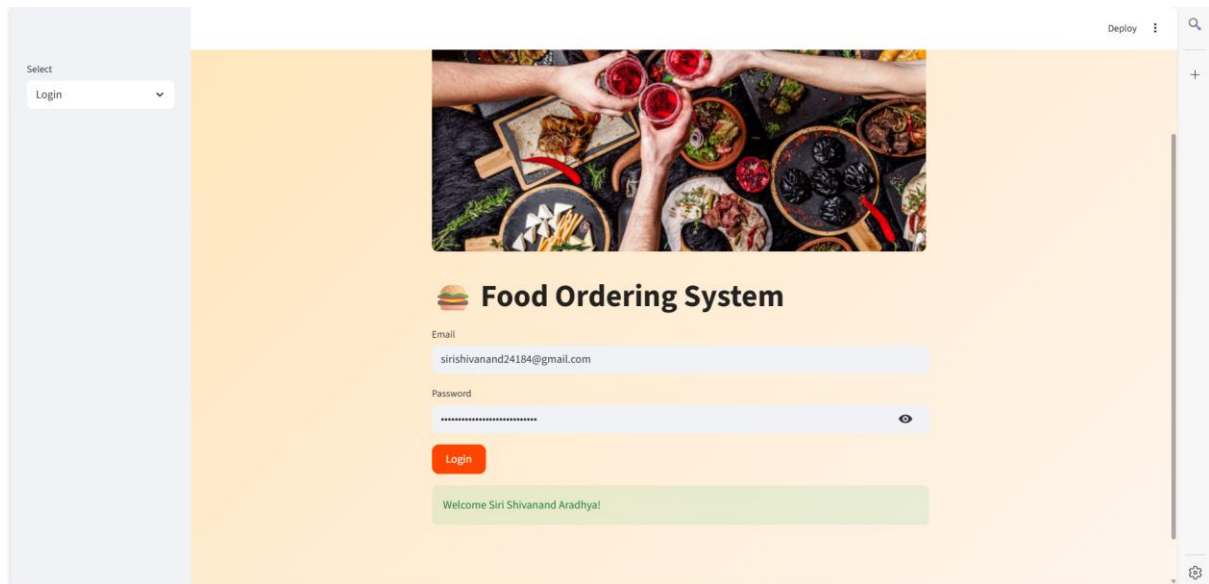 Deploy
Select
Login
Food Ordering System
Email
sirishivanand24184@gmail.com
Password
Login
Welcome Siri Shivanand Aradhya!